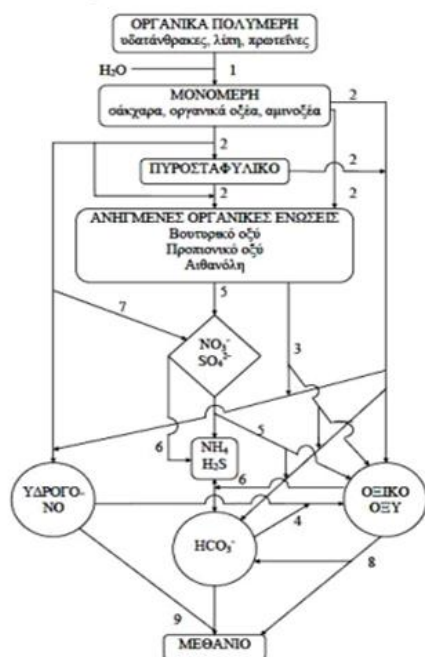 ΟΡΓΑΝΙΚΑ ΠΟΛΥΜΕΡΗ
υδατάνθρακες, λίπη, πρωτεΐνες
H₂O
1
ΜΟΝΟΜΕΡΗ
σάκχαρα, οργανικά οξέα, αμινοξέα
2
2
ΠΥΡΟΣΤΑΦΥΛΙΚΟ
2
2
2
ΑΝΗΓΜΕΝΕΣ ΟΡΓΑΝΙΚΕΣ ΕΝΩΣΕΙΣ
Βουτυρικό οξύ
Προπιονικό οξύ
Αιθανόλη
7
5
3
NO₃⁻
SO₄²⁻
6
5
NH₄
H₂S
6
ΥΔΡΟΓΟ-
ΝΟ
ΟΞΙΚΟ
ΟΞΥ
4
HCO₃⁻
8
9
ΜΕΘΑΝΙΟ